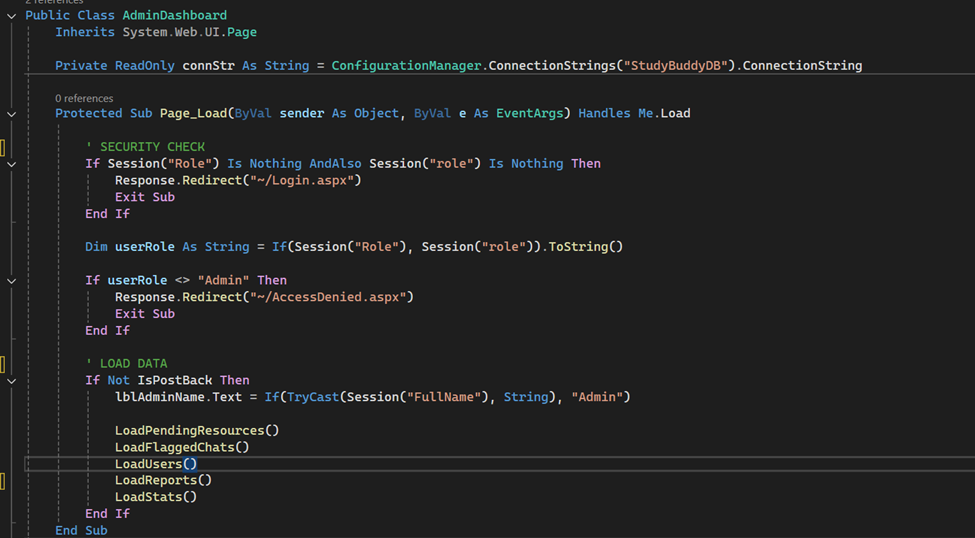 2 references
Public Class AdminDashboard
Inherits System.Web.UI.Page
Private ReadOnly connStr As String = ConfigurationManager.ConnectionStrings("StudyBuddyDB").ConnectionString
0 references
Protected Sub Page_Load(ByVal sender As Object, ByVal e As EventArgs) Handles Me.Load
' SECURITY CHECK
If Session("Role") Is Nothing AndAlso Session("role") Is Nothing Then
Response.Redirect("~/Login.aspx")
Exit Sub
End If
Dim userRole As String = If(Session("Role"), Session("role")).ToString()
If userRole <> "Admin" Then
Response.Redirect("~/AccessDenied.aspx")
Exit Sub
End If
' LOAD DATA
If Not IsPostBack Then
lblAdminName.Text = If(TryCast(Session("FullName"), String), "Admin")
LoadPendingResources()
LoadFlaggedChats()
LoadUsers()
LoadReports()
LoadStats()
End If
End Sub